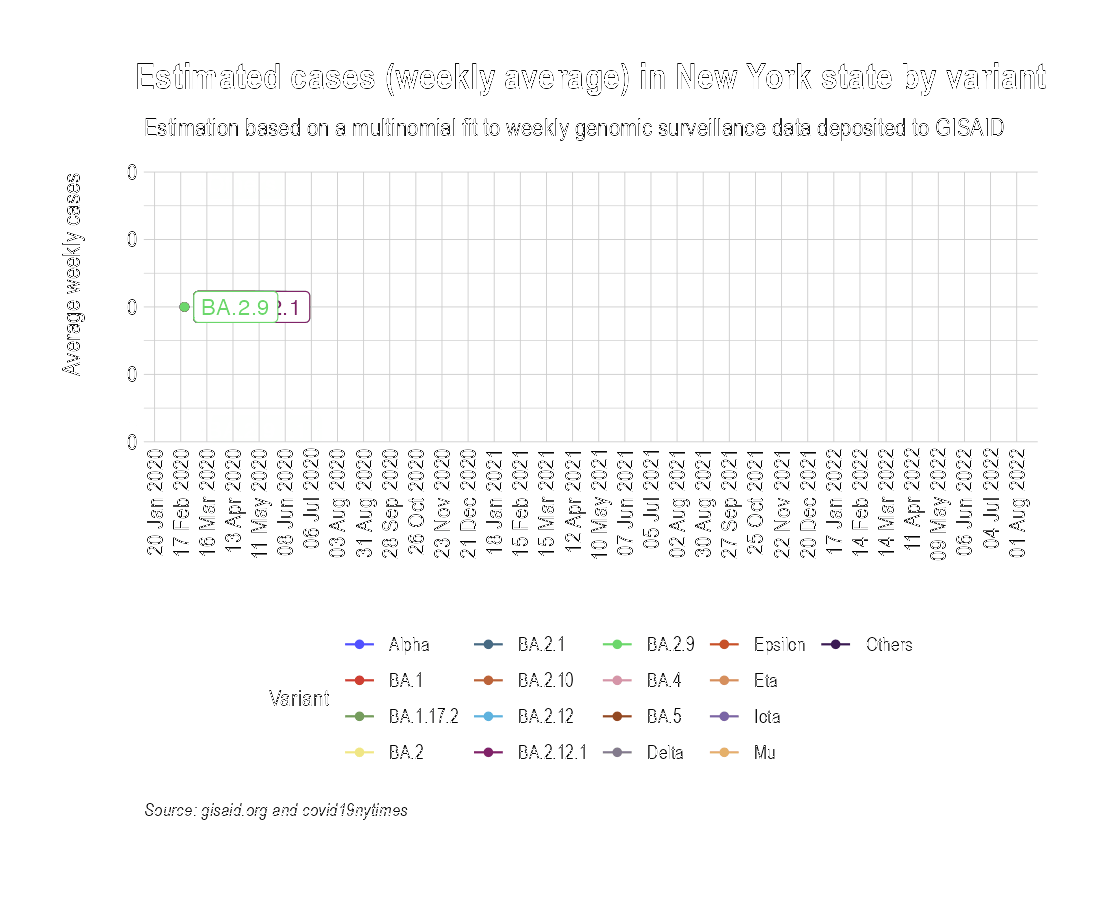 Estimated cases (weekly average) in New York state by variant
Estimation based on a multinomial fit to weekly genomic surveillance data deposited to GISAID
Average weekly cases
0
0
0
0
0
BA.2.9
2.1
20 Jan 2020
17 Feb 2020
16 Mar 2020
13 Apr 2020
11 May 2020
08 Jun 2020
06 Jul 2020
03 Aug 2020
31 Aug 2020
28 Sep 2020
26 Oct 2020
23 Nov 2020
21 Dec 2020
18 Jan 2021
15 Feb 2021
15 Mar 2021
12 Apr 2021
10 May 2021
07 Jun 2021
05 Jul 2021
02 Aug 2021
30 Aug 2021
27 Sep 2021
25 Oct 2021
22 Nov 2021
20 Dec 2021
17 Jan 2022
14 Feb 2022
14 Mar 2022
11 Apr 2022
09 May 2022
06 Jun 2022
04 Jul 2022
01 Aug 2022
Variant
Alpha
BA.1
BA.1.17.2
BA.2
BA.2.1
BA.2.10
BA.2.12
BA.2.12.1
BA.2.9
BA.4
BA.5
Delta
Epsilon
Eta
Iota
Mu
Others
Source: gisaid.org and covid19nytimes